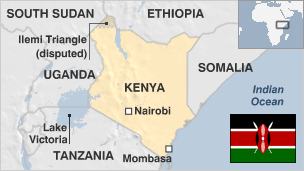 SOUTH SUDAN
ETHIOPIA
Ilemi Triangle
(disputed)
UGANDA
SOMALIA
KENYA
Nairobi
Indian
Ocean
Lake
Victoria
Mombasa
TANZANIA